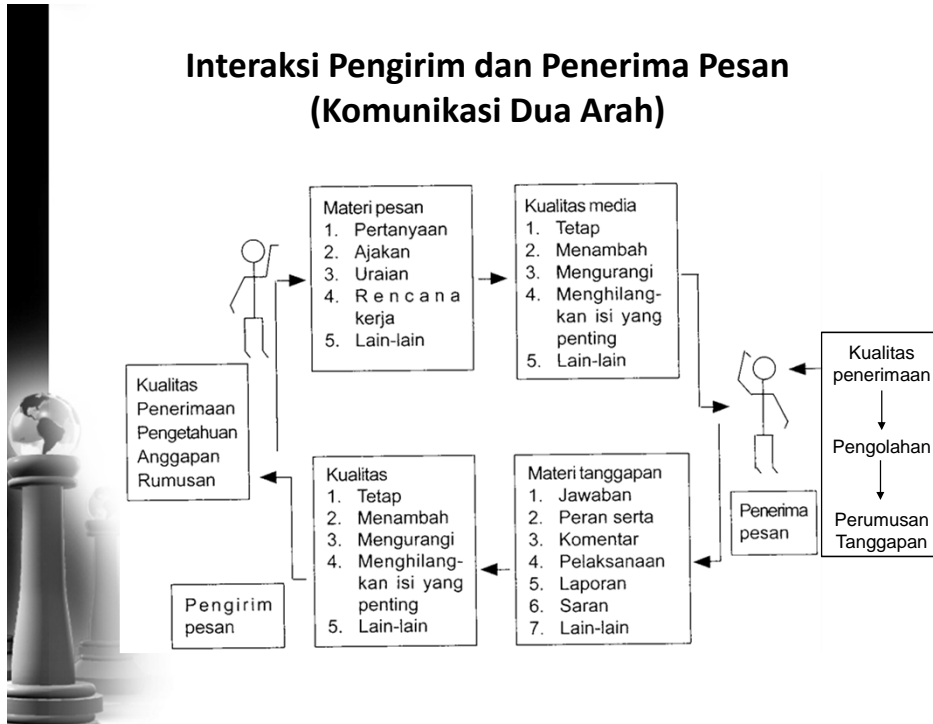 Interaksi Pengirim dan Penerima Pesan
(Komunikasi Dua Arah)
Materi pesan
1. Pertanyaan
2. Ajakan
3. Uraian
4. Rencana
kerja
5. Lain-lain
Kualitas media
1. Tetap
2. Menambah
3. Mengurangi
4. Menghilang-
kan isi yang
penting
5. Lain-lain
Kualitas
penerimaan
Pengolahan
Perumusan
Tanggapan
Penerima
pesan
Materi tanggapan
1. Jawaban
2. Peran serta
3. Komentar
4. Pelaksanaan
5. Laporan
6. Saran
7. Lain-lain
Kualitas
1. Tetap
2. Menambah
3. Mengurangi
4. Menghilang-
kan isi yang
penting
5. Lain-lain
Kualitas
Penerimaan
Pengetahuan
Anggapan
Rumusan
Pengirim
pesan